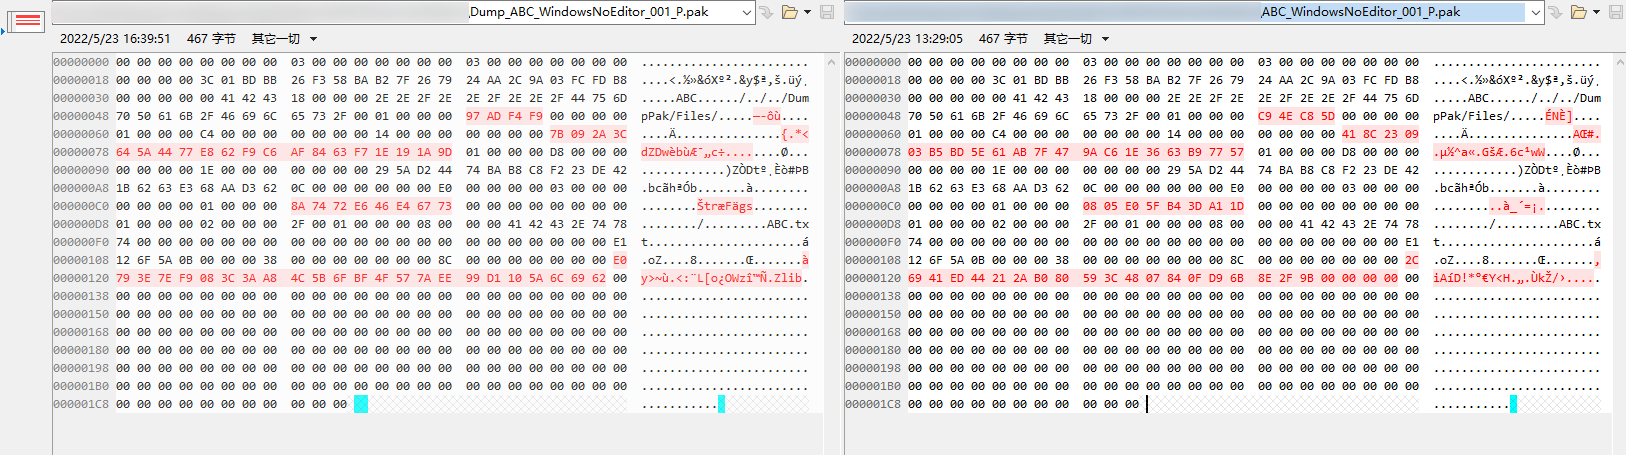 _Dump_ABC_WindowsNoEditor_001_P.pak
2022/5/23 16:39:51 467 字节 其它一切
00000000 00 00 00 00 00 00 00 00 03 00 00 00 00 00 00 00 03 00 00 00 00 00 00 00 ........................
00000018 00 00 00 00 3C 01 BD BB 26 F3 58 BA B2 7F 26 79 24 AA 2C 9A 03 FC FD B8 ....<.½»&óXº².&y$ª,š.üý¸
00000030 00 00 00 00 00 41 42 43 18 00 00 00 2E 2E 2F 2E 2E 2F 2E 2E 2F 44 75 6D .....ABC....../../../Dum
00000048 70 50 61 6B 2F 46 69 6C 65 73 2F 00 01 00 00 00 97 AD F4 F9 00 00 00 00 pPak/Files/.....—-ôù....
00000060 01 00 00 00 C4 00 00 00 00 00 00 00 14 00 00 00 00 00 00 00 7B 09 2A 3C ....Ä...............{.*<
00000078 64 5A 44 77 E8 62 F9 C6 AF 84 63 F7 1E 19 1A 9D 01 00 00 00 D8 00 00 00 dZDwèbùÆ¯„c÷........Ø...
00000090 00 00 00 00 1E 00 00 00 00 00 00 00 29 5A D2 44 74 BA B8 C8 F2 23 DE 42 ............)ZÒDtº¸Èò#ÞB
000000A8 1B 62 63 E3 68 AA D3 62 0C 00 00 00 00 00 00 E0 00 00 00 00 03 00 00 00 .bcãhªÓb.......à........
000000C0 00 00 00 00 01 00 00 00 8A 74 72 E6 46 E4 67 73 00 00 00 00 00 00 00 00 ........ŠtræFägs........
000000D8 01 00 00 00 02 00 00 00 2F 00 01 00 00 00 08 00 00 00 41 42 43 2E 74 78 ......../.........ABC.tx
000000F0 74 00 00 00 00 00 00 00 00 00 00 00 00 00 00 00 00 00 00 00 00 00 00 E1 t......................á
00000108 12 6F 5A 0B 00 00 00 38 00 00 00 00 00 00 00 8C 00 00 00 00 00 00 00 E0 .oZ....8.......Œ.......à
00000120 79 3E 7E F9 08 3C 3A A8 4C 5B 6F BF 4F 57 7A EE 99 D1 10 5A 6C 69 62 00 y>~ù.<:¨L[o¿OWzî™Ñ.Zlib.
00000138 00 00 00 00 00 00 00 00 00 00 00 00 00 00 00 00 00 00 00 00 00 00 00 00 ........................
00000150 00 00 00 00 00 00 00 00 00 00 00 00 00 00 00 00 00 00 00 00 00 00 00 00 ........................
00000168 00 00 00 00 00 00 00 00 00 00 00 00 00 00 00 00 00 00 00 00 00 00 00 00 ........................
00000180 00 00 00 00 00 00 00 00 00 00 00 00 00 00 00 00 00 00 00 00 00 00 00 00 ........................
00000198 00 00 00 00 00 00 00 00 00 00 00 00 00 00 00 00 00 00 00 00 00 00 00 00 ........................
000001B0 00 00 00 00 00 00 00 00 00 00 00 00 00 00 00 00 00 00 00 00 00 00 00 00 ........................
000001C8 00 00 00 00 00 00 00 00 00 00 00 ...........
ABC_WindowsNoEditor_001_P.pak
2022/5/23 13:29:05 467 字节 其它一切
00000000 00 00 00 00 00 00 00 00 03 00 00 00 00 00 00 00 03 00 00 00 00 00 00 00 ........................
00000018 00 00 00 00 3C 01 BD BB 26 F3 58 BA B2 7F 26 79 24 AA 2C 9A 03 FC FD B8 ....<.½»&óXº².&y$ª,š.üý¸
00000030 00 00 00 00 00 41 42 43 18 00 00 00 2E 2E 2F 2E 2E 2F 2E 2E 2F 44 75 6D .....ABC....../../../Dum
00000048 70 50 61 6B 2F 46 69 6C 65 73 2F 00 01 00 00 00 C9 4E C8 5D 00 00 00 00 pPak/Files/.....ÉNÈ]....
00000060 01 00 00 00 C4 00 00 00 00 00 00 00 14 00 00 00 00 00 00 00 41 8C 23 09 ....Ä...............AŒ#.
00000078 03 B5 BD 5E 61 AB 7F 47 9A C6 1E 36 63 B9 77 57 01 00 00 00 D8 00 00 00 .µ½^a«.GšÆ.6c¹wW....Ø...
00000090 00 00 00 00 1E 00 00 00 00 00 00 00 29 5A D2 44 74 BA B8 C8 F2 23 DE 42 ............)ZÒDtº¸Èò#ÞB
000000A8 1B 62 63 E3 68 AA D3 62 0C 00 00 00 00 00 00 E0 00 00 00 00 03 00 00 00 .bcãhªÓb.......à........
000000C0 00 00 00 00 01 00 00 00 08 05 E0 5F B4 3D A1 1D 00 00 00 00 00 00 00 00 ..........à_´=¡.........
000000D8 01 00 00 00 02 00 00 00 2F 00 01 00 00 00 08 00 00 00 41 42 43 2E 74 78 ......../.........ABC.tx
000000F0 74 00 00 00 00 00 00 00 00 00 00 00 00 00 00 00 00 00 00 00 00 00 00 E1 t......................á
00000108 12 6F 5A 0B 00 00 00 38 00 00 00 00 00 00 00 8C 00 00 00 00 00 00 00 2C .oZ....8.......Œ.......,
00000120 69 41 ED 44 21 2A B0 80 59 3C 48 07 84 0F D9 6B 8E 2F 9B 00 00 00 00 00 iAíD!*°€Y<H.„.ÙkŽ/›.....
00000138 00 00 00 00 00 00 00 00 00 00 00 00 00 00 00 00 00 00 00 00 00 00 00 00 ........................
00000150 00 00 00 00 00 00 00 00 00 00 00 00 00 00 00 00 00 00 00 00 00 00 00 00 ........................
00000168 00 00 00 00 00 00 00 00 00 00 00 00 00 00 00 00 00 00 00 00 00 00 00 00 ........................
00000180 00 00 00 00 00 00 00 00 00 00 00 00 00 00 00 00 00 00 00 00 00 00 00 00 ........................
00000198 00 00 00 00 00 00 00 00 00 00 00 00 00 00 00 00 00 00 00 00 00 00 00 00 ........................
000001B0 00 00 00 00 00 00 00 00 00 00 00 00 00 00 00 00 00 00 00 00 00 00 00 00 ........................
000001C8 00 00 00 00 00 00 00 00 00 00 00 ...........